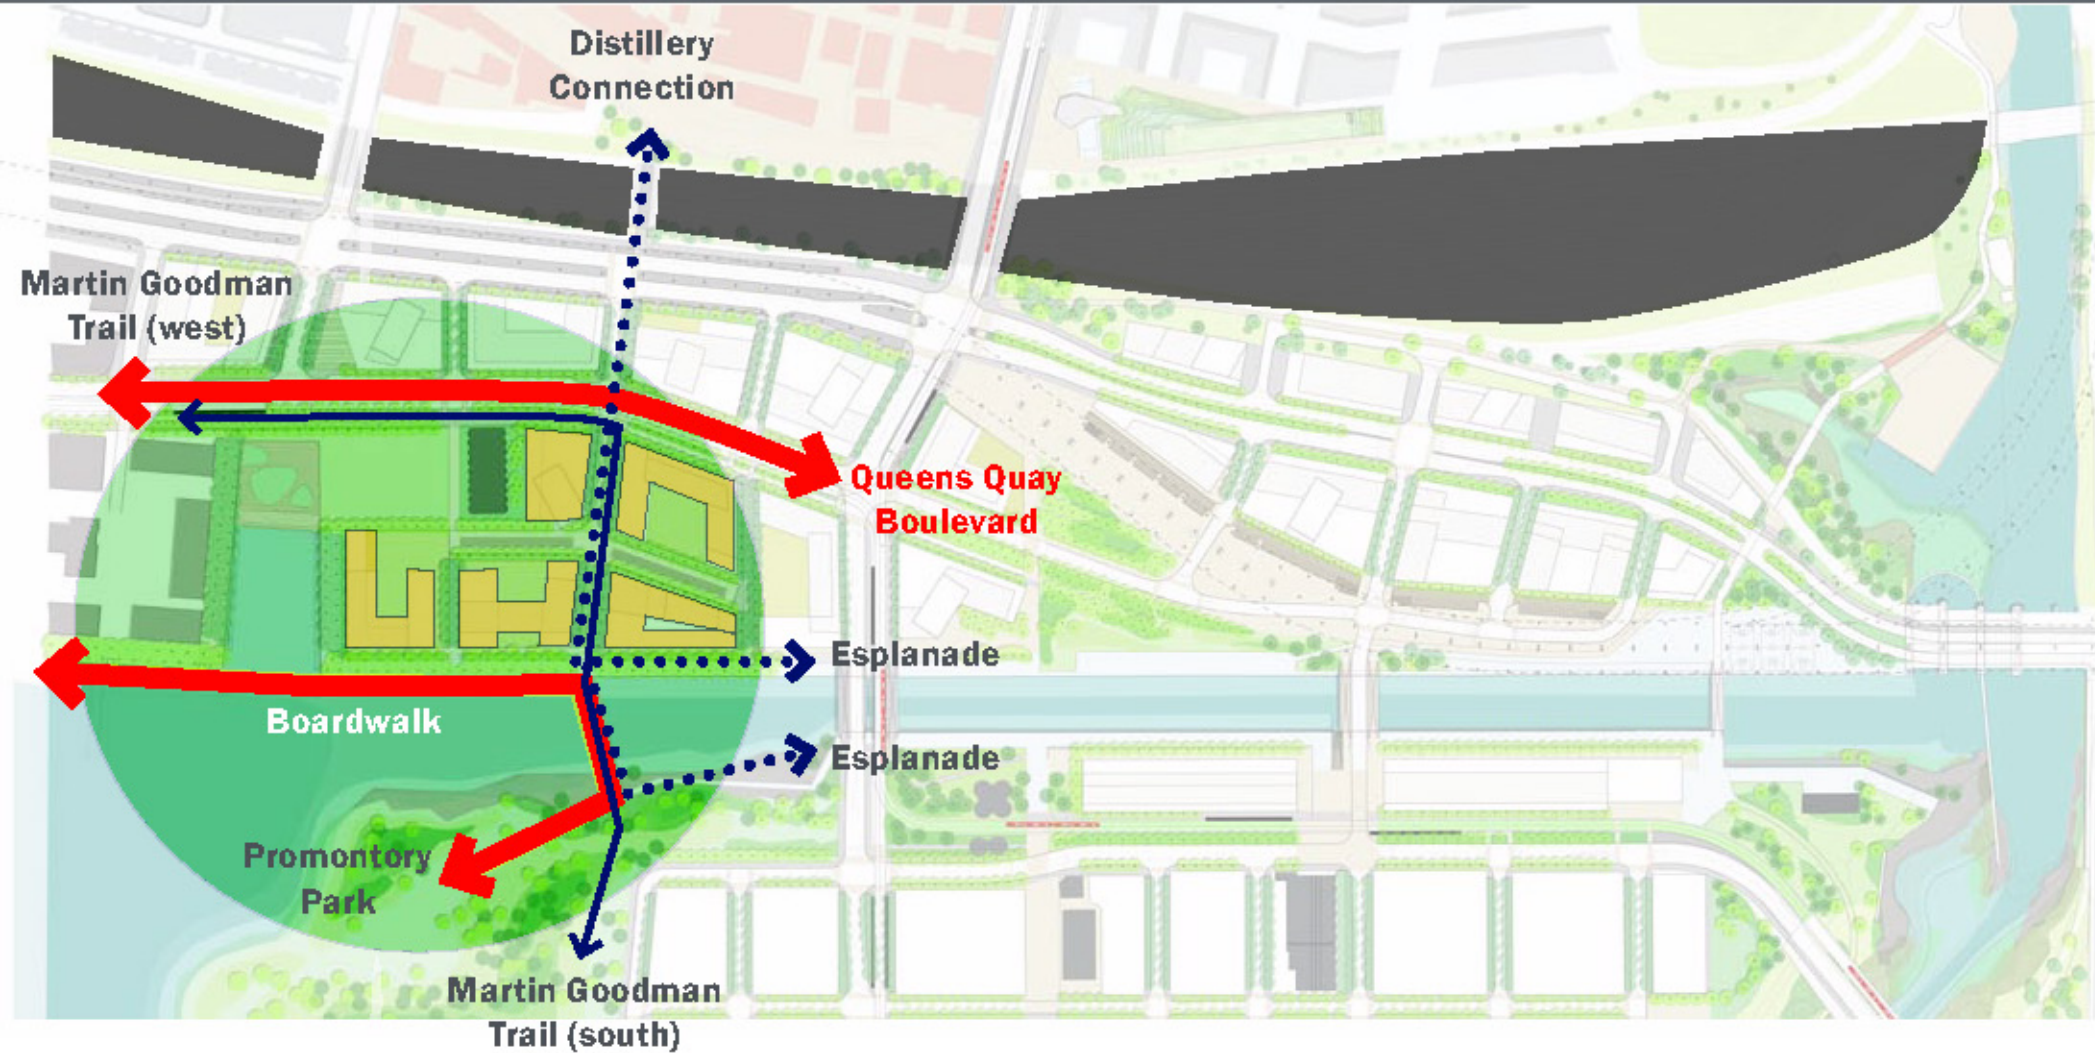 Distillery
Connection
Martin Goodman
Trail (west)
Queens Quay
Boulevard
Esplanade
Boardwalk
Esplanade
Promontory
Park
Martin Goodman
Trail (south)